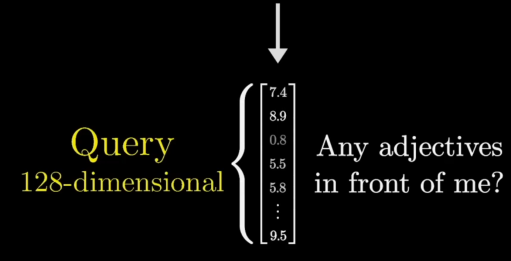 Query
128-dimensional
7.4
8.9
0.8
5.5
5.8
⋮
9.5
Any adjectives
in front of me?